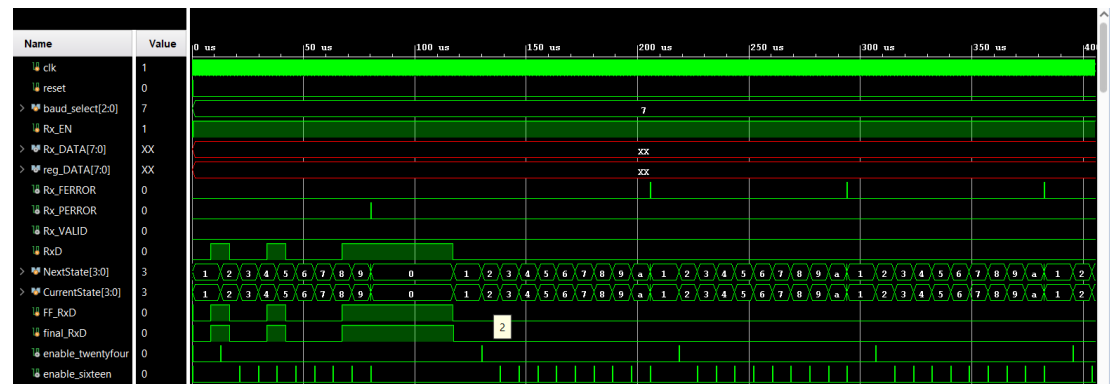 Name Value 0 us 50 us 100 us 150 us 200 us 250 us 300 us 350 us 40
clk 1
reset 0
baud_select[2:0] 7 7
Rx_EN 1
Rx_DATA[7:0] XX XX
reg_DATA[7:0] XX XX
Rx_FERROR 0
Rx_PERROR 0
Rx_VALID 0
RxD 0
NextState[3:0] 3 1 2 3 4 5 6 7 8 9 0 1 2 3 4 5 6 7 8 9 a 1 2 3 4 5 6 7 8 9 a 1 2 3 4 5 6 7 8 9 a 1 2
CurrentState[3:0] 3 1 2 3 4 5 6 7 8 9 0 1 2 3 4 5 6 7 8 9 a 1 2 3 4 5 6 7 8 9 a 1 2 3 4 5 6 7 8 9 a 1 2
FF_RxD 0
final_RxD 0 2
enable_twentyfour 0
enable_sixteen 0